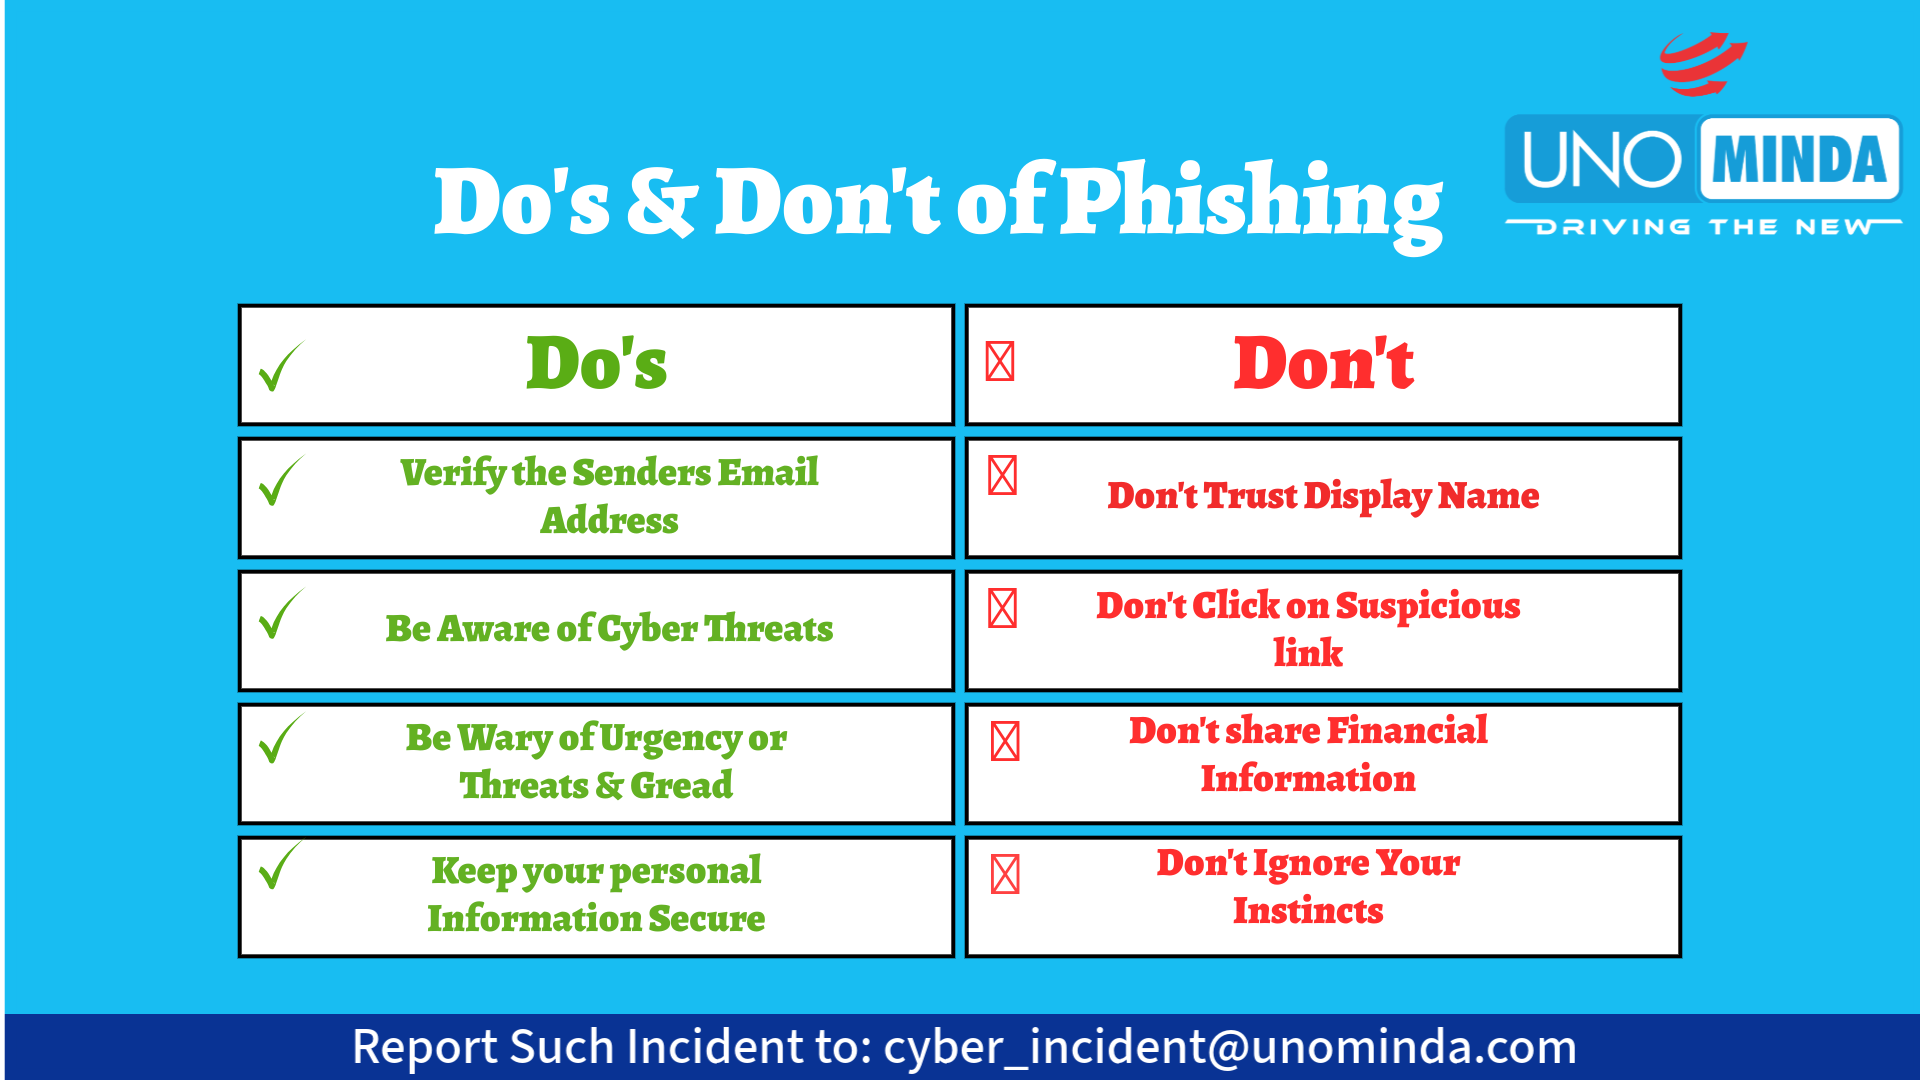 UNO MINDA
DRIVING THE NEW
Do's & Don't of Phishing
Do's
Don't
Verify the Senders Email
Address
Don't Trust Display Name
Be Aware of Cyber Threats
Don't Click on Suspicious
link
Be Wary of Urgency or
Threats & Gread
Don't share Financial
Information
Keep your personal
Information Secure
Don't Ignore Your
Instincts
Report Such Incident to: cyber_incident@unominda.com